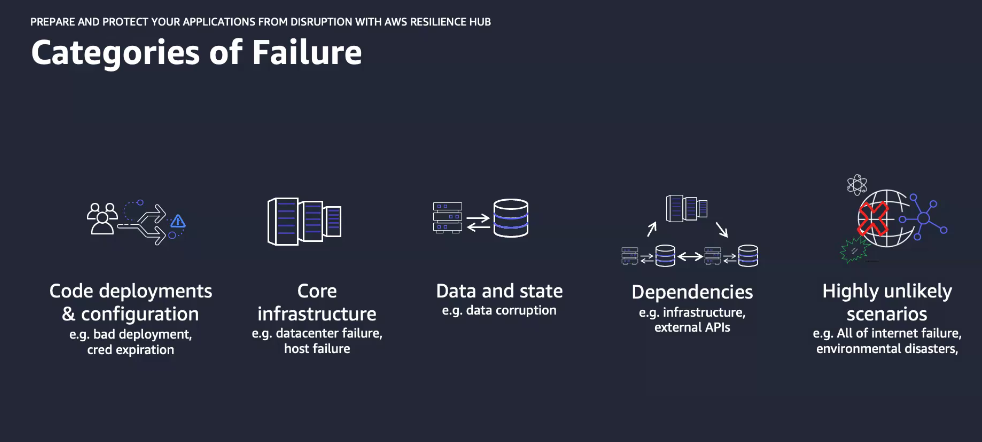 PREPARE AND PROTECT YOUR APPLICATIONS FROM DISRUPTION WITH AWS RESILIENCE HUB
Categories of Failure
Code deployments
& configuration
e.g. bad deployment,
cred expiration
Core
infrastructure
e.g. datacenter failure,
host failure
Data and state
e.g. data corruption
Dependencies
e.g. infrastructure,
external APIs
Highly unlikely
scenarios
e.g. All of internet failure,
environmental disasters,